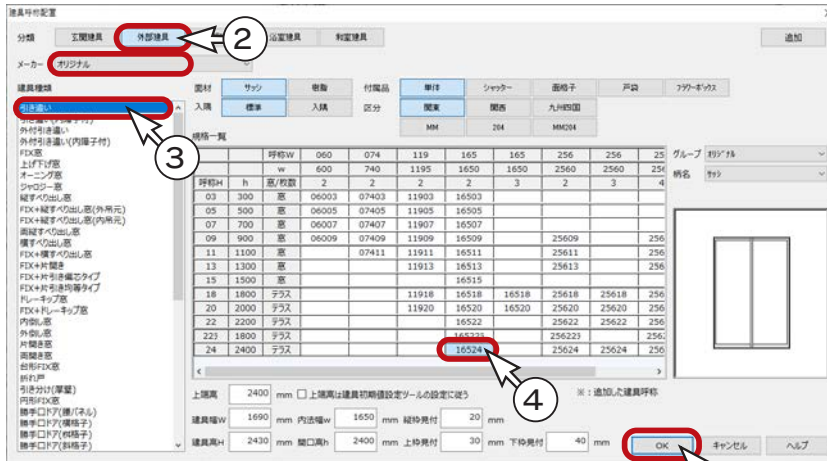 建具呼称配置
分類 玄関建具 外部建具 ② 浴室建具 和室建具 追加
メーカー オリジナル
建具種類 面材 サッシ 樹脂 付属品 単体 シャッター 面格子 戸袋 フラワーボックス
入隅 標準 入隅 区分 関東 関西 九州四国
MM 204 MM204
引き違い
③
外付引き違い
外付引き違い(内障子付)
FIX窓
上げ下げ窓
オーニング窓
ジャロジー窓
縦すべり出し窓
FIX+縦すべり出し窓(外吊元)
FIX+縦すべり出し窓(内吊元)
両縦すべり出し窓
横すべり出し窓
FIX+横すべり出し窓
FIX+片開き
FIX+片引き偏芯タイプ
FIX+片引き均等タイプ
ドレーキップ窓
FIX+ドレーキップ窓
内倒し窓
外倒し窓
片開き窓
両開き窓
台形FIX窓
折れ戸
引き分け(厚壁)
円形FIX窓
勝手口ドア(腰パネル)
勝手口ドア(横格子)
勝手口ドア(桝格子)
勝手口ドア(斜格子)
規格一覧
呼称W 060 074 119 165 165 256 256 25
w 600 740 1195 1650 1650 2560 2560 256
呼称H h 窓/枚数 2 2 2 2 3 2 3 4
03 300 窓 06003 07403 11903 16503
05 500 窓 06005 07405 11905 16505
07 700 窓 06007 07407 11907 16507
09 900 窓 06009 07409 11909 16509 25609 256
11 1100 窓 07411 11911 16511 25611 256
13 1300 窓 11913 16513 25613 256
15 1500 窓 16515
18 1800 テラス 11918 16518 16518 25618 25618 256
20 2000 テラス 11920 16520 16520 25620 25620 256
22 2200 テラス 16522 25622 25622 256
223 1800 テラス 256223 256
24 2400 テラス 16524 25624 25624 256
④
グループ オリジナル
柄名 サッシ
上端高 2400 mm 上端高は建具初期値設定ツールの設定に従う ※：追加した建具呼称
建具幅W 1690 mm 内法幅w 1650 mm 縦枠見付 20 mm
建具高H 2430 mm 開口高h 2400 mm 上枠見付 30 mm 下枠見付 40 mm
OK キャンセル ヘルプ